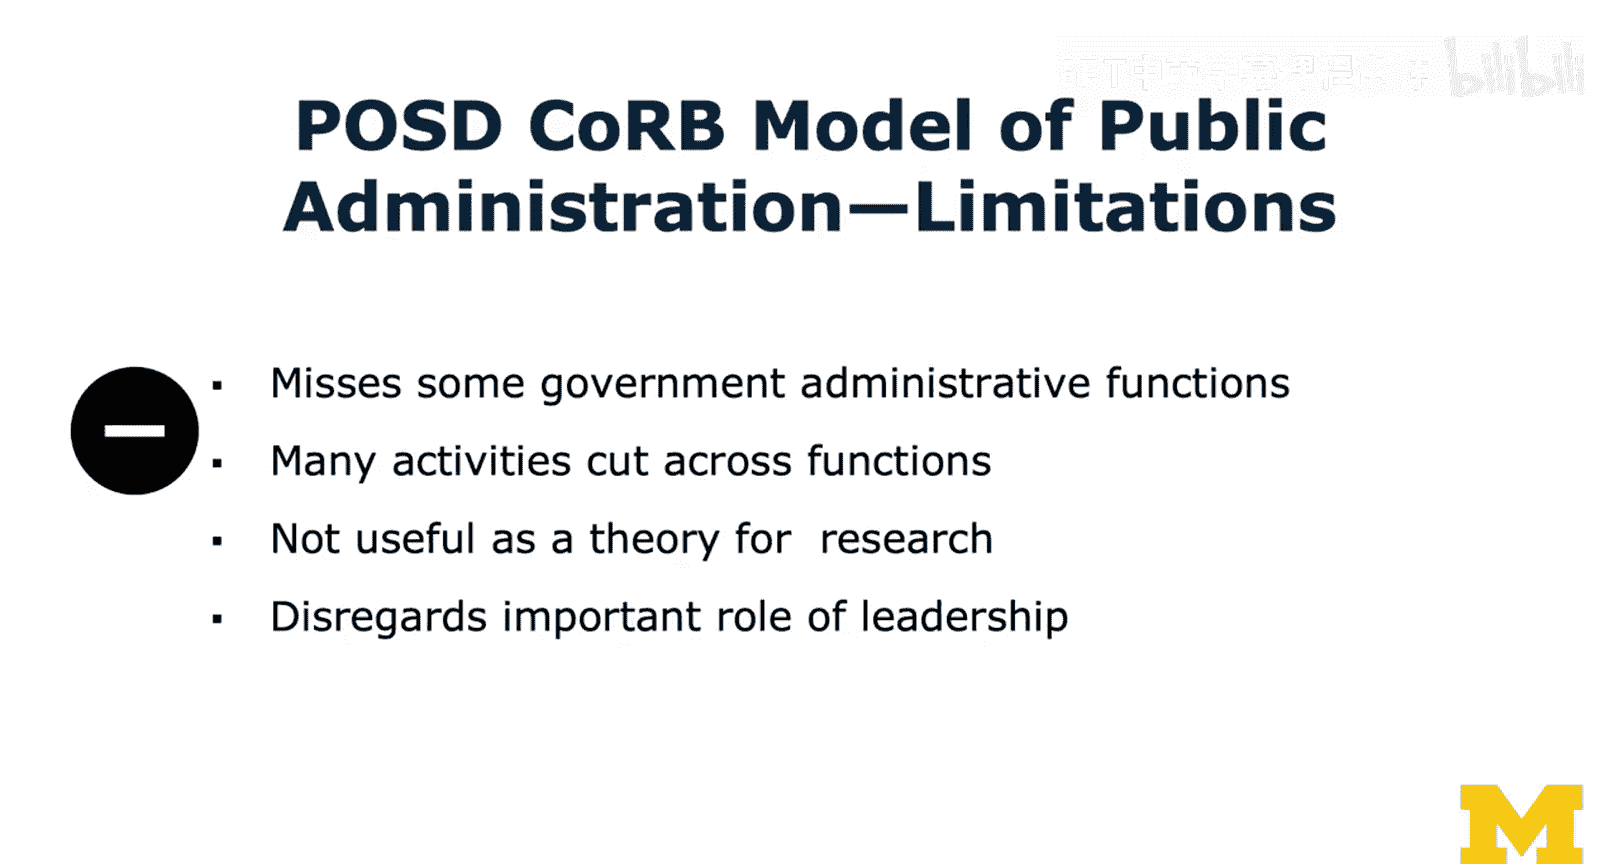 bilibili
POSD CoRB Model of Public
Administration—Limitations
▪ Misses some government administrative functions
▪ Many activities cut across functions
▪ Not useful as a theory for  research
▪ Disregards important role of leadership
M